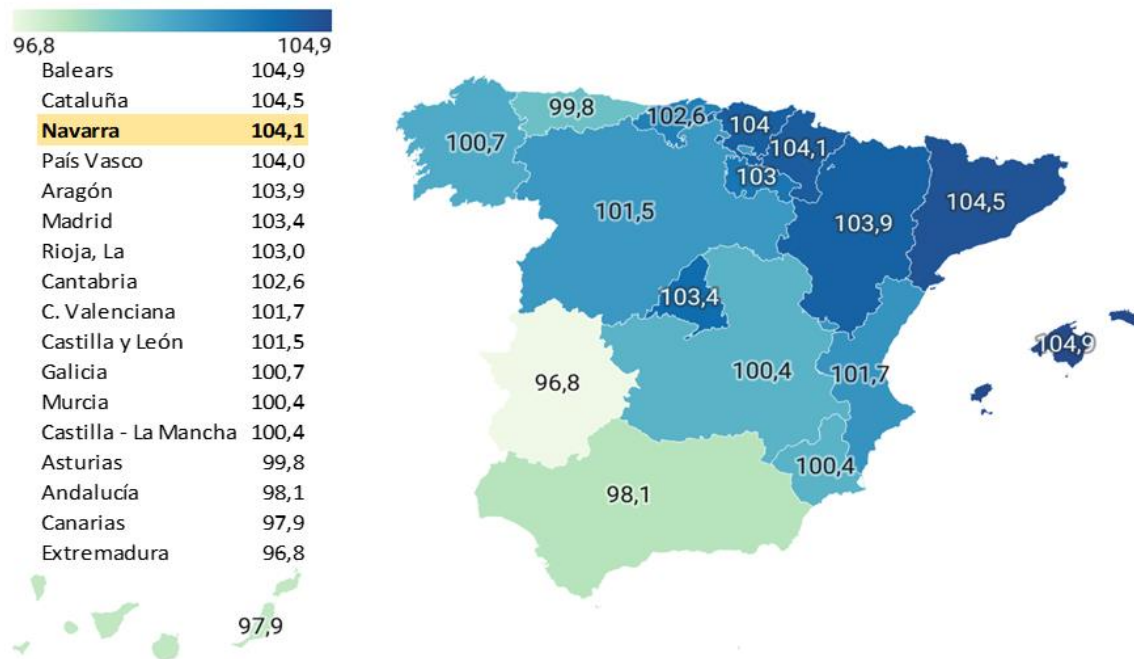 96,8 104,9
Balears 104,9
Cataluña 104,5
Navarra 104,1
País Vasco 104,0
Aragón 103,9
Madrid 103,4
Rioja, La 103,0
Cantabria 102,6
C. Valenciana 101,7
Castilla y León 101,5
Galicia 100,7
Murcia 100,4
Castilla - La Mancha 100,4
Asturias 99,8
Andalucía 98,1
Canarias 97,9
Extremadura 96,8
97,9
99,8
102,6
104
100,7
104,1
103
101,5
103,9
104,5
103,4
104,9
96,8
100,4
101,7
100,4
98,1